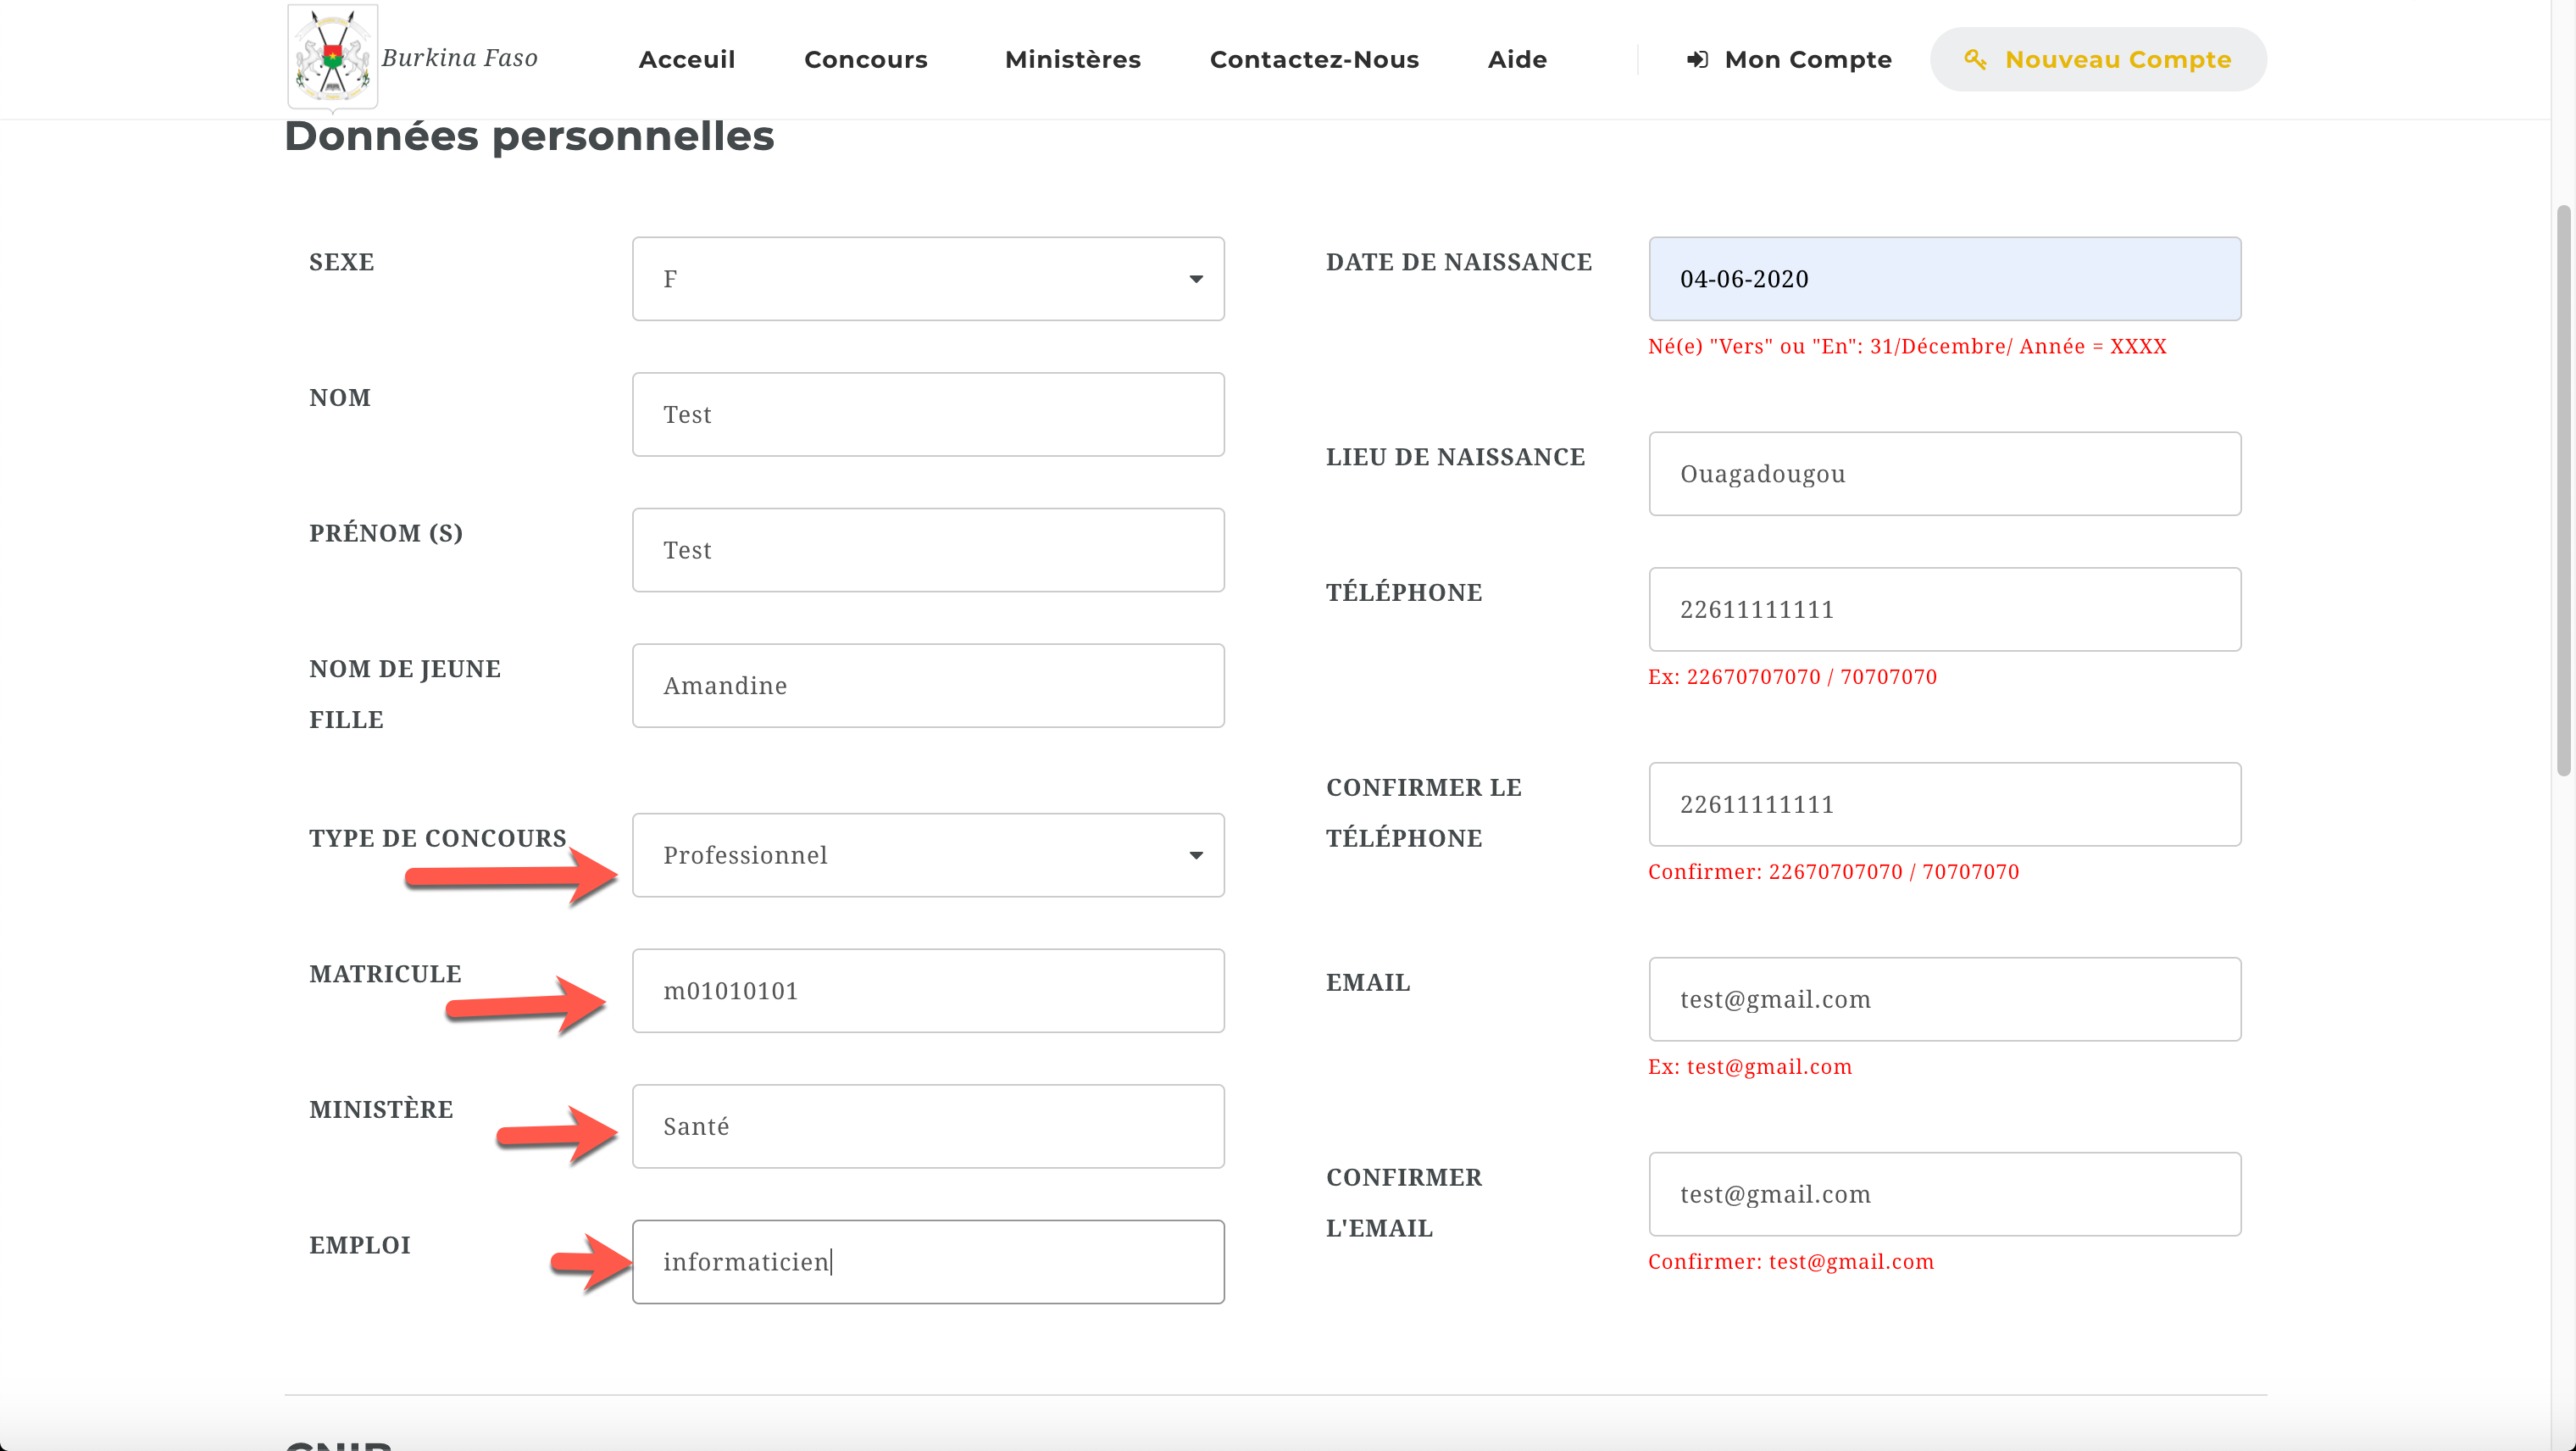 Burkina Faso
Acceuil
Concours
Ministères
Contactez-Nous
Aide
Mon Compte
Nouveau Compte
Données personnelles
SEXE
F
NOM
Test
PRÉNOM (S)
Test
NOM DE JEUNE
FILLE
Amandine
TYPE DE CONCOURS
Professionnel
MATRICULE
m01010101
MINISTÈRE
Santé
EMPLOI
informaticien
DATE DE NAISSANCE
04-06-2020
Né(e) "Vers" ou "En": 31/Décembre/ Année = XXXX
LIEU DE NAISSANCE
Ouagadougou
TÉLÉPHONE
22611111111
Ex: 22670707070 / 70707070
CONFIRMER LE
TÉLÉPHONE
22611111111
Confirmer: 22670707070 / 70707070
EMAIL
test@gmail.com
Ex: test@gmail.com
CONFIRMER
L'EMAIL
test@gmail.com
Confirmer: test@gmail.com